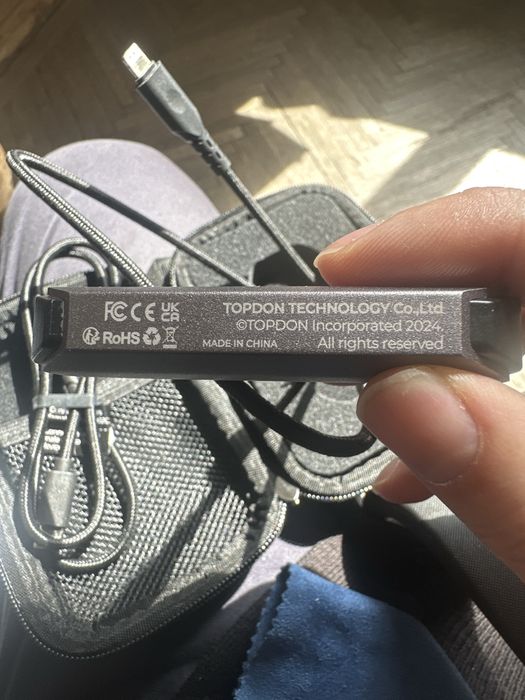 FC CE UK CA
RoHS
MADE IN CHINA
TOPDON TECHNOLOGY Co.,Ltd
©TOPDON Incorporated 2024.
All rights reserved